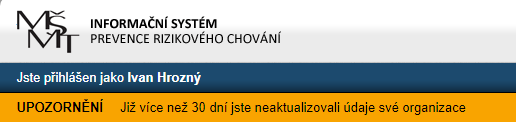 MŠMT
INFORMAČNÍ SYSTÉM
PREVENCE RIZIKOVÉHO CHOVÁNÍ
Jste přihlášen jako Ivan Hrozný
UPOZORNĚNÍ Již více než 30 dní jste neaktualizovali údaje své organizace